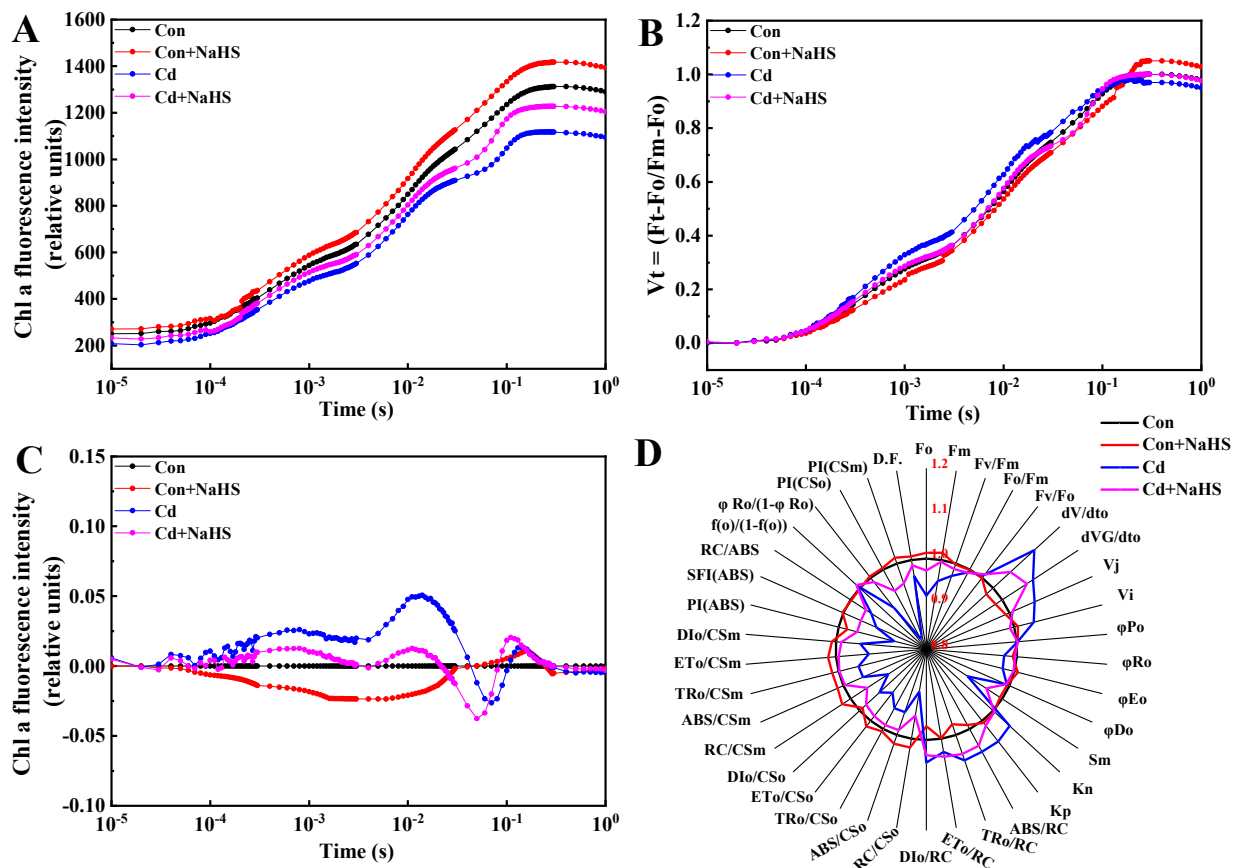 A
Con
Con+NaHS
Cd
Cd+NaHS
Chl a fluorescence intensity
(relative units)
1600
1400
1200
1000
800
600
400
200
10-5
10-4
10-3
10-2
10-1
100
Time (s)
B
Con
Con+NaHS
Cd
Cd+NaHS
Vt = (Ft-Fo/Fm-Fo)
1.2
1.0
0.8
0.6
0.4
0.2
0.0
10-5
10-4
10-3
10-2
10-1
100
Time (s)
C
Con
Con+NaHS
Cd
Cd+NaHS
Chl a fluorescence intensity
(relative units)
0.15
0.10
0.05
0.00
-0.05
-0.10
10-5
10-4
10-3
10-2
10-1
100
Time (s)
D
Con
Con+NaHS
Cd
Cd+NaHS
1.2
1.1
1.0
0.9
0.8
Fo
Fm
Fv/Fm
Fo/Fm
Fv/Fo
dV/dto
dVG/dto
Vj
Vi
φPo
φRo
φEo
φDo
Sm
Kn
Kp
ABS/RC
TRo/RC
ETo/RC
DIo/RC
RC/CSo
ABS/CSo
TRo/CSo
ETo/CSo
DIo/CSo
RC/CSm
ABS/CSm
TRo/CSm
ETo/CSm
DIo/CSm
PI(ABS)
SFI(ABS)
RC/ABS
f(o)/(1-f(o))
φ Ro/(1-φ Ro)
PI(CSo)
PI(CSm)
D.F.